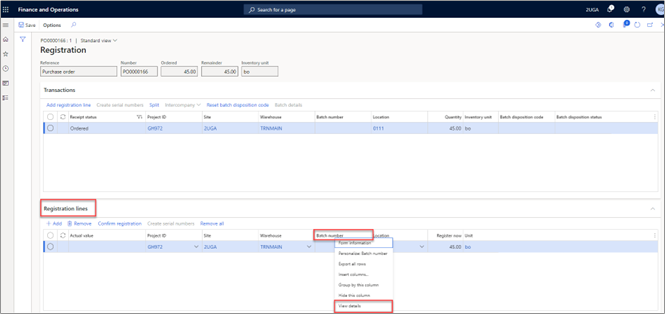 Finance and Operations
Search for a page
ZUGA
Save Options
PO0000166 : 1 | Standard view
Registration
Reference Number Ordered Remainder Inventory unit
Purchase order PO0000166 45.00 45.00 bo
Transactions
Add registration line Create serial numbers Split Intercompany Reset batch disposition code Batch details
Receipt status Project ID Site Warehouse Batch number Location Quantity Inventory unit Batch disposition code Batch disposition status
Ordered GH972 ZUGA TRNMAIN 0111 45.00 bo
Registration lines
+ Add Remove Confirm registration Create serial numbers Remove all
Actual value Project ID Site Warehouse Batch number Location Register now Unit
GH972 ZUGA TRNMAIN 45.00 bo
Form information
Personalize: Batch number
Export all rows
Insert columns...
Group by this column
Hide this column
View details